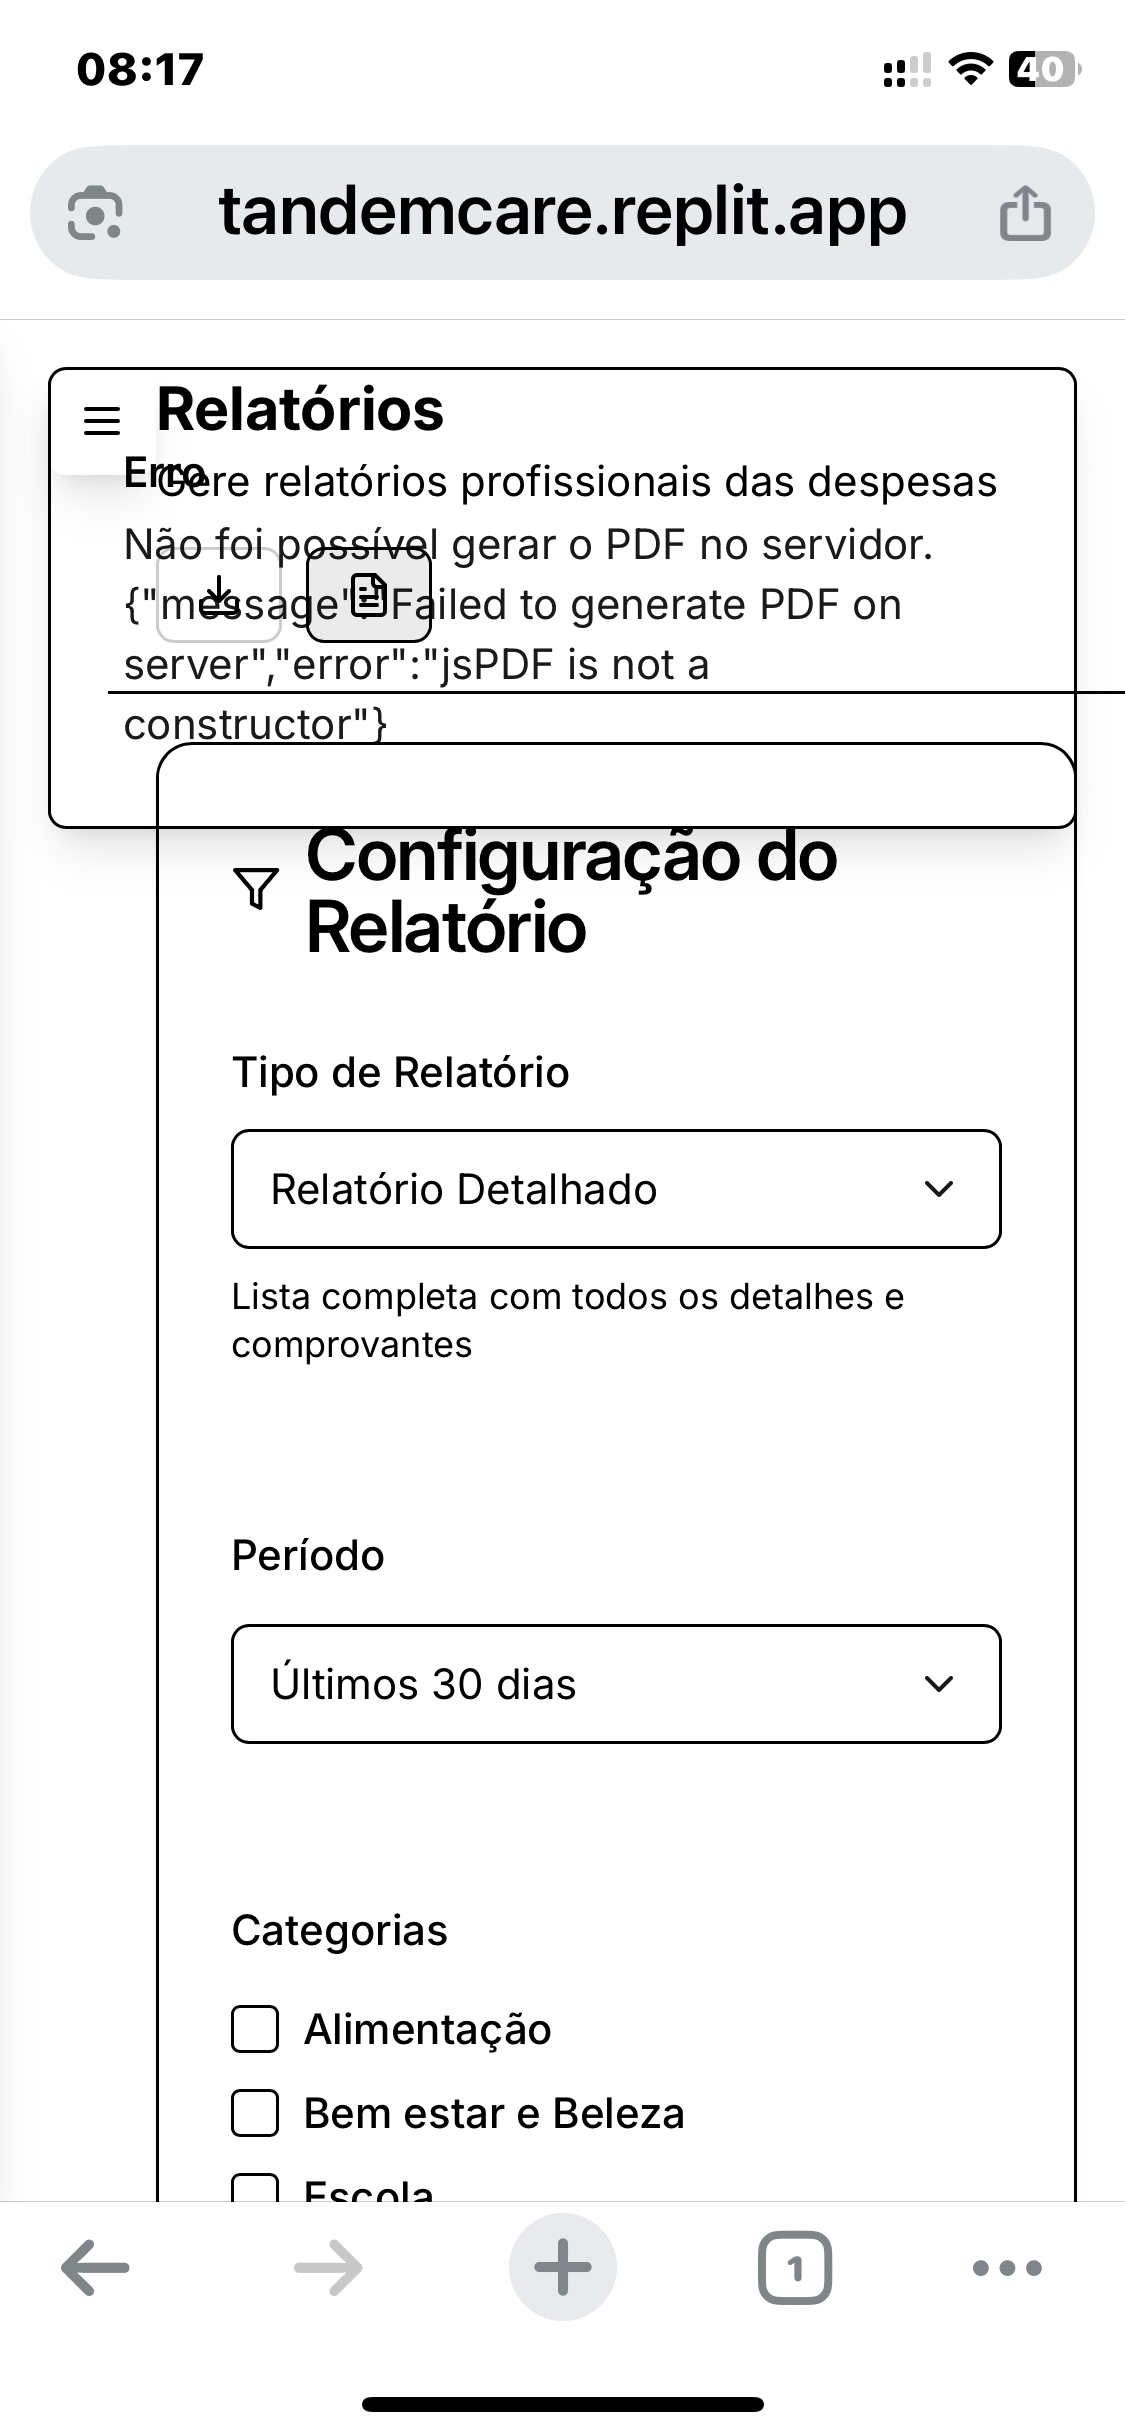 08:17
40
tandemcare.replit.app
Relatórios
Erro
Gere relatórios profissionais das despesas
Não foi possível gerar o PDF no servidor.
{"message":"Failed to generate PDF on
server","error":"jsPDF is not a
constructor"}
Configuração do
Relatório
Tipo de Relatório
Relatório Detalhado
Lista completa com todos os detalhes e
comprovantes
Período
Últimos 30 dias
Categorias
Alimentação
Bem estar e Beleza
Escola
1